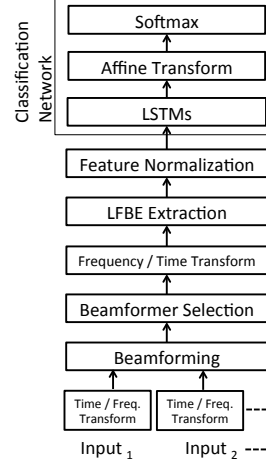 Softmax
Affine Transform
LSTMs
Classification
Network
Feature Normalization
LFBE Extraction
Frequency / Time Transform
Beamformer Selection
Beamforming
Time / Freq.
Transform
Time / Freq.
Transform
Input 1
Input 2